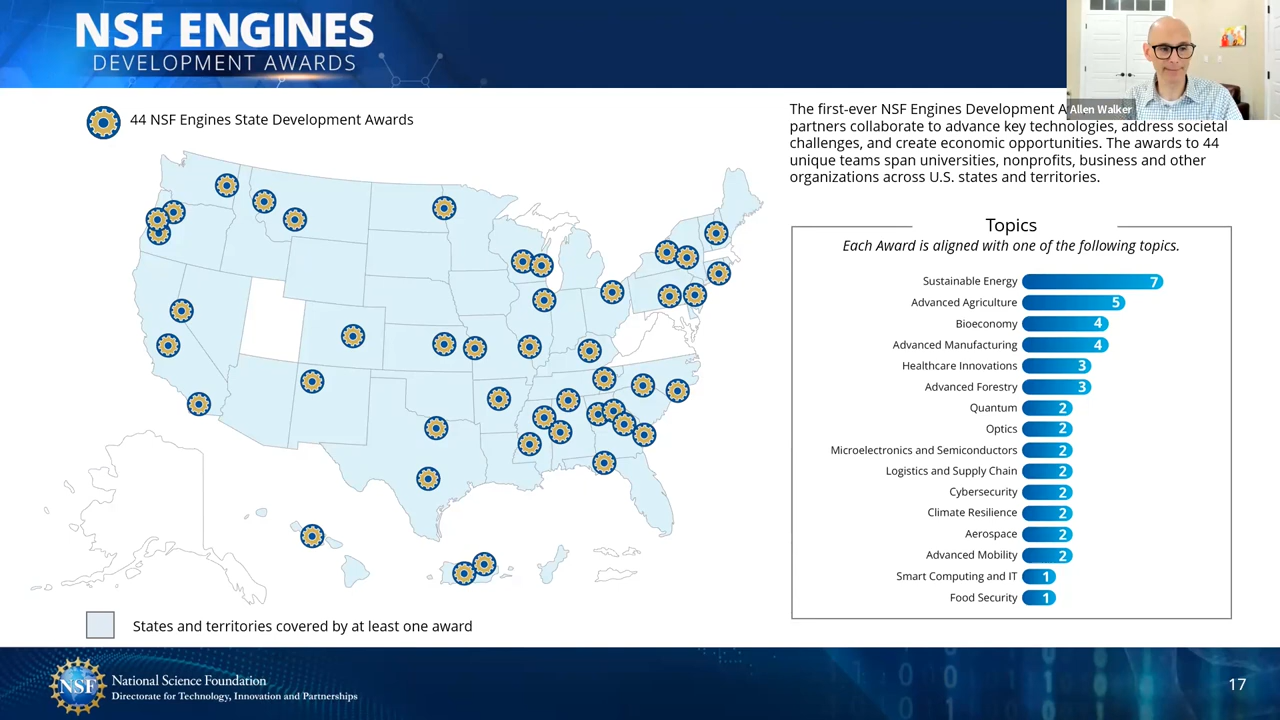 NSF ENGINES
DEVELOPMENT AWARDS
Allen Walker
44 NSF Engines State Development Awards
The first-ever NSF Engines Development A
partners collaborate to advance key technologies, address societal
challenges, and create economic opportunities. The awards to 44
unique teams span universities, nonprofits, business and other
organizations across U.S. states and territories.
Topics
Each Award is aligned with one of the following topics.
Sustainable Energy 7
Advanced Agriculture 5
Bioeconomy 4
Advanced Manufacturing 4
Healthcare Innovations 3
Advanced Forestry 3
Quantum 2
Optics 2
Microelectronics and Semiconductors 2
Logistics and Supply Chain 2
Cybersecurity 2
Climate Resilience 2
Aerospace 2
Advanced Mobility 2
Smart Computing and IT 1
Food Security 1
States and territories covered by at least one award
NSF
National Science Foundation
Directorate for Technology, Innovation and Partnerships
17